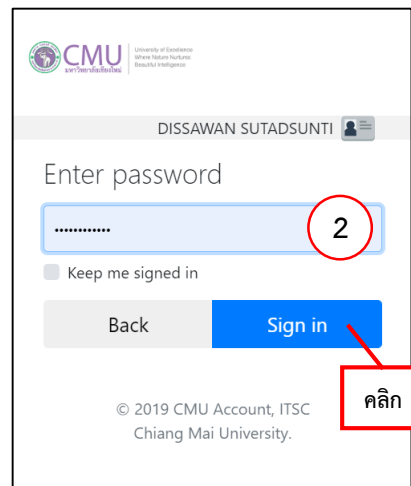 CMU
มหาวิทยาลัยเชียงใหม่
University of Excellence
Where Nature Nurtures
Beautiful Intelligence
DISSAWAN SUTADSUNTI
Enter password
............
2
Keep me signed in
Back
Sign in
คลิก
© 2019 CMU Account, ITSC
Chiang Mai University.